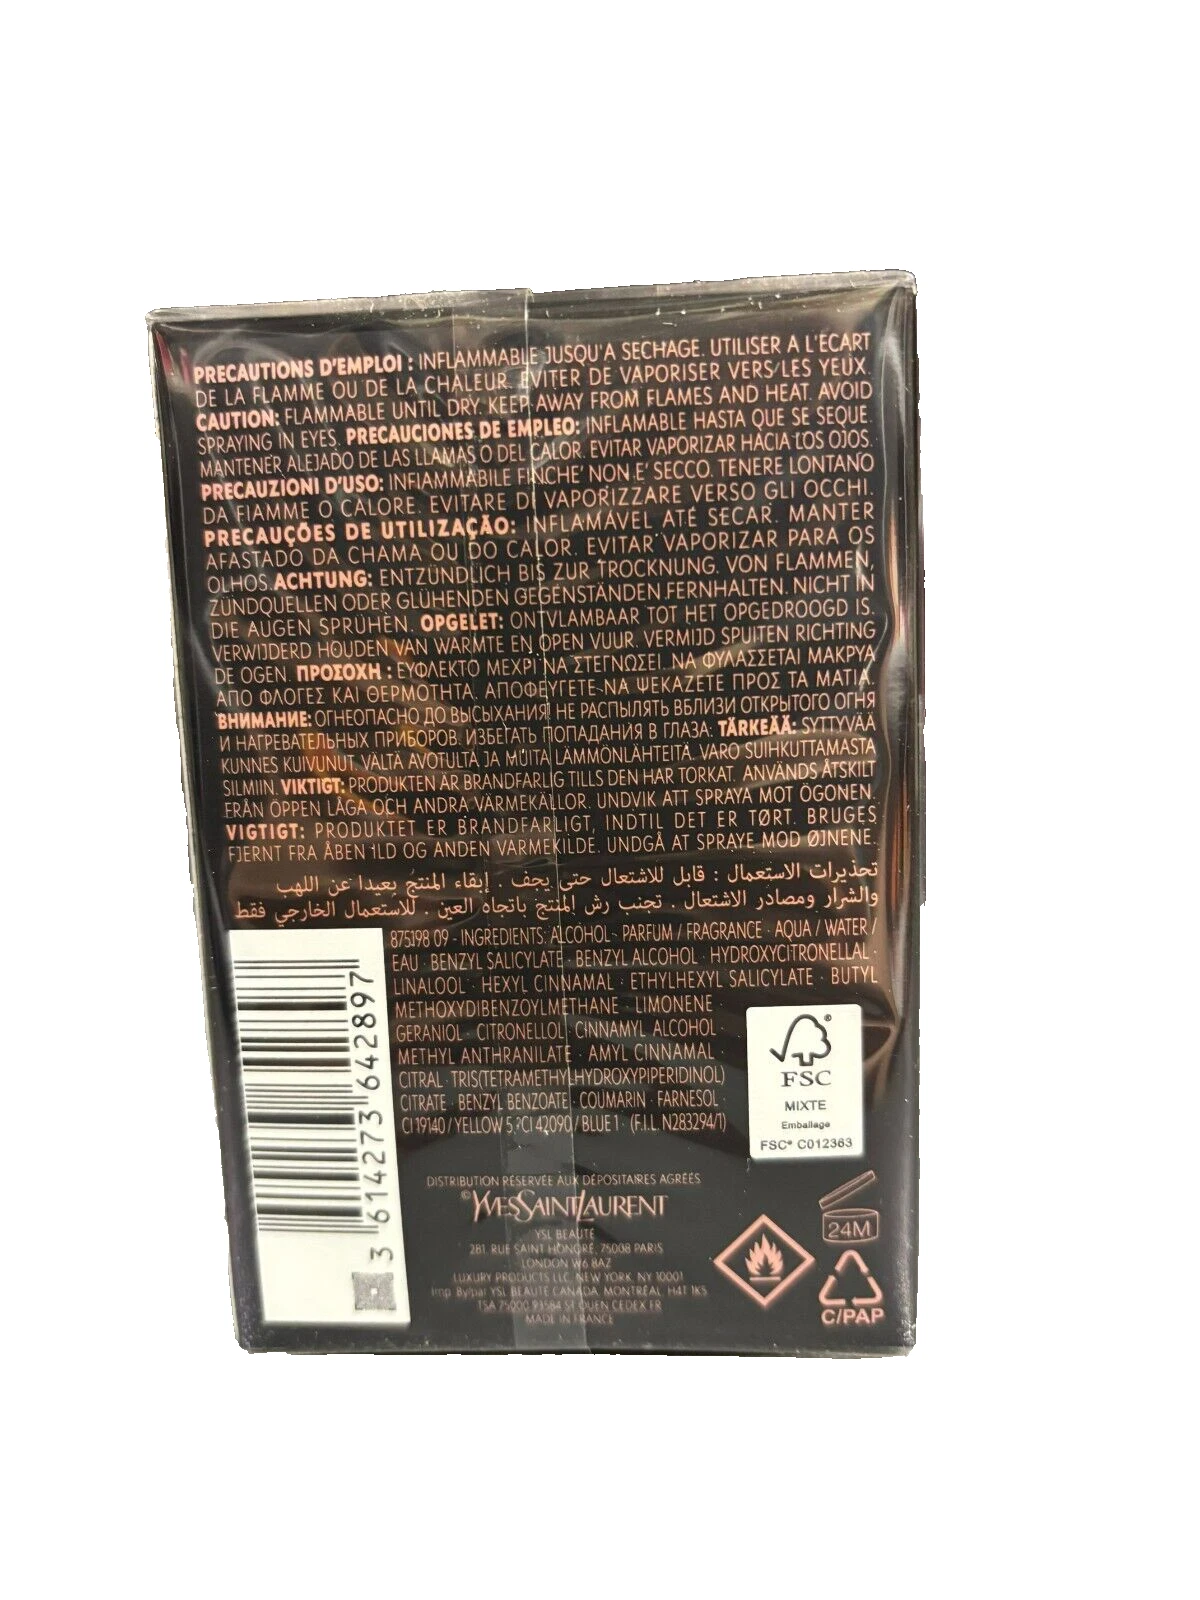 PRECAUTIONS D'EMPLOI : INFLAMMABLE JUSQU'A SECHAGE. UTILISER A L'ÉCART
DE LA FLAMME OU DE LA CHALEUR. EVITER DE VAPORISER VERS LES YEUX.
CAUTION: FLAMMABLE UNTIL DRY. KEEP AWAY FROM FLAMES AND HEAT. AVOID
SPRAYING IN EYES. PRECAUCIONES DE EMPLEO: INFLAMABLE HASTA QUE SE SEQUE.
MANTENER ALEJADO DE LAS LLAMAS O DEL CALOR. EVITAR VAPORIZAR HACIA LOS OJOS.
PRECAUZIONI D'USO: INFIAMMABILE FINCHE' NON E' SECCO. TENERE LONTANO
DA FIAMME O CALORE. EVITARE DI VAPORIZZARE VERSO GLI OCCHI.
PRECAUÇÕES DE UTILIZAÇÃO: INFLAMÁVEL ATÉ SECAR. MANTER
AFASTADO DA CHAMA OU DO CALOR. EVITAR VAPORIZAR PARA OS
OLHOS. ACHTUNG: ENTZÜNDLICH BIS ZUR TROCKNUNG. VON FLAMMEN,
ZÜNDQUELLEN ODER GLÜHENDEN GEGENSTÄNDEN FERNHALTEN. NICHT IN
DIE AUGEN SPRÜHEN. OPGELET: ONTVLAMBAAR TOT HET OPGEDROOGD IS.
VERWIJDERD HOUDEN VAN WARMTE EN OPEN VUUR. VERMIJD SPUITEN RICHTING
DE OGEN. ΠΡΟΣΟΧΗ : ΕΥΦΛΕΚΤΟ ΜΕΧΡΙ ΝΑ ΣΤΕΓΝΩΣΕΙ. ΝΑ ΦΥΛΑΣΣΕΤΑΙ ΜΑΚΡΥΑ
ΑΠΟ ΦΛΟΓΕΣ ΚΑΙ ΘΕΡΜΟΤΗΤΑ. ΑΠΟΦΕΥΓΕΤΕ ΝΑ ΨΕΚΑΖΕΤΕ ΠΡΟΣ ΤΑ ΜΑΤΙΑ.
ВНИМАНИЕ: ОГНЕОПАСНО ДО ВЫСЫХАНИЯ! НЕ РАСПЫЛЯТЬ ВБЛИЗИ ОТКРЫТОГО ОГНЯ
И НАГРЕВАТЕЛЬНЫХ ПРИБОРОВ. ИЗБЕГАТЬ ПОПАДАНИЯ В ГЛАЗА. TÄRKEÄÄ: SYTTYVÄÄ
KUNNES KUIVUNUT. VÄLTÄ AVOTULTA JA MUITA LÄMMÖNLÄHTEITÄ. VARO SUIHKUTTAMASTA
SILMIIN. VIKTIGT: PRODUKTEN ÄR BRANDFARLIG TILLS DEN HAR TORKAT. ANVÄNDS ÅTSKILT
FRÅN ÖPPEN LÅGA OCH ANDRA VÄRMEKÄLLOR. UNDVIK ATT SPRAYA MOT ÖGONEN.
VIGTIGT: PRODUKTET ER BRANDFARLIGT, INDTIL DET ER TØRT. BRUGES
FJERNT FRA ÅBEN ILD OG ANDEN VARMEKILDE. UNDGÅ AT SPRAYE MOD ØJNENE.
تحذيرات الاستعمال : قابل للاشتعال حتى يجف . إبقاء المنتج بعيدا عن اللهب
والشرار ومصادر الاشتعال . تجنب رش المنتج باتجاه العين . للاستعمال الخارجي فقط
875198 09 - INGREDIENTS: ALCOHOL · PARFUM / FRAGRANCE · AQUA / WATER /
EAU · BENZYL SALICYLATE · BENZYL ALCOHOL · HYDROXYCITRONELLAL ·
LINALOOL · HEXYL CINNAMAL · ETHYLHEXYL SALICYLATE · BUTYL
METHOXYDIBENZOYLMETHANE · LIMONENE ·
GERANIOL · CITRONELLOL · CINNAMYL ALCOHOL ·
METHYL ANTHRANILATE · AMYL CINNAMAL ·
CITRAL · TRIS(TETRAMETHYLHYDROXYPIPERIDINOL)
CITRATE · BENZYL BENZOATE · COUMARIN · FARNESOL ·
CI 19140 / YELLOW 5 · CI 42090 / BLUE 1 · (F.I.L. N283294/1)
3 614273 642897
FSC
MIXTE
Emballage
FSC® C012363
DISTRIBUTION RÉSERVÉE AUX DÉPOSITAIRES AGRÉÉS
©YVESSAINTLAURENT
YSL BEAUTÉ
281, RUE SAINT HONORÉ, 75008 PARIS
LONDON W6 8AZ
LUXURY PRODUCTS LLC, NEW YORK, NY 10001
Imp. By/par YSL BEAUTÉ CANADA, MONTRÉAL, H4T 1K5
TSA 75000 93584 ST OUEN CEDEX FR
MADE IN FRANCE
24M
C/PAP